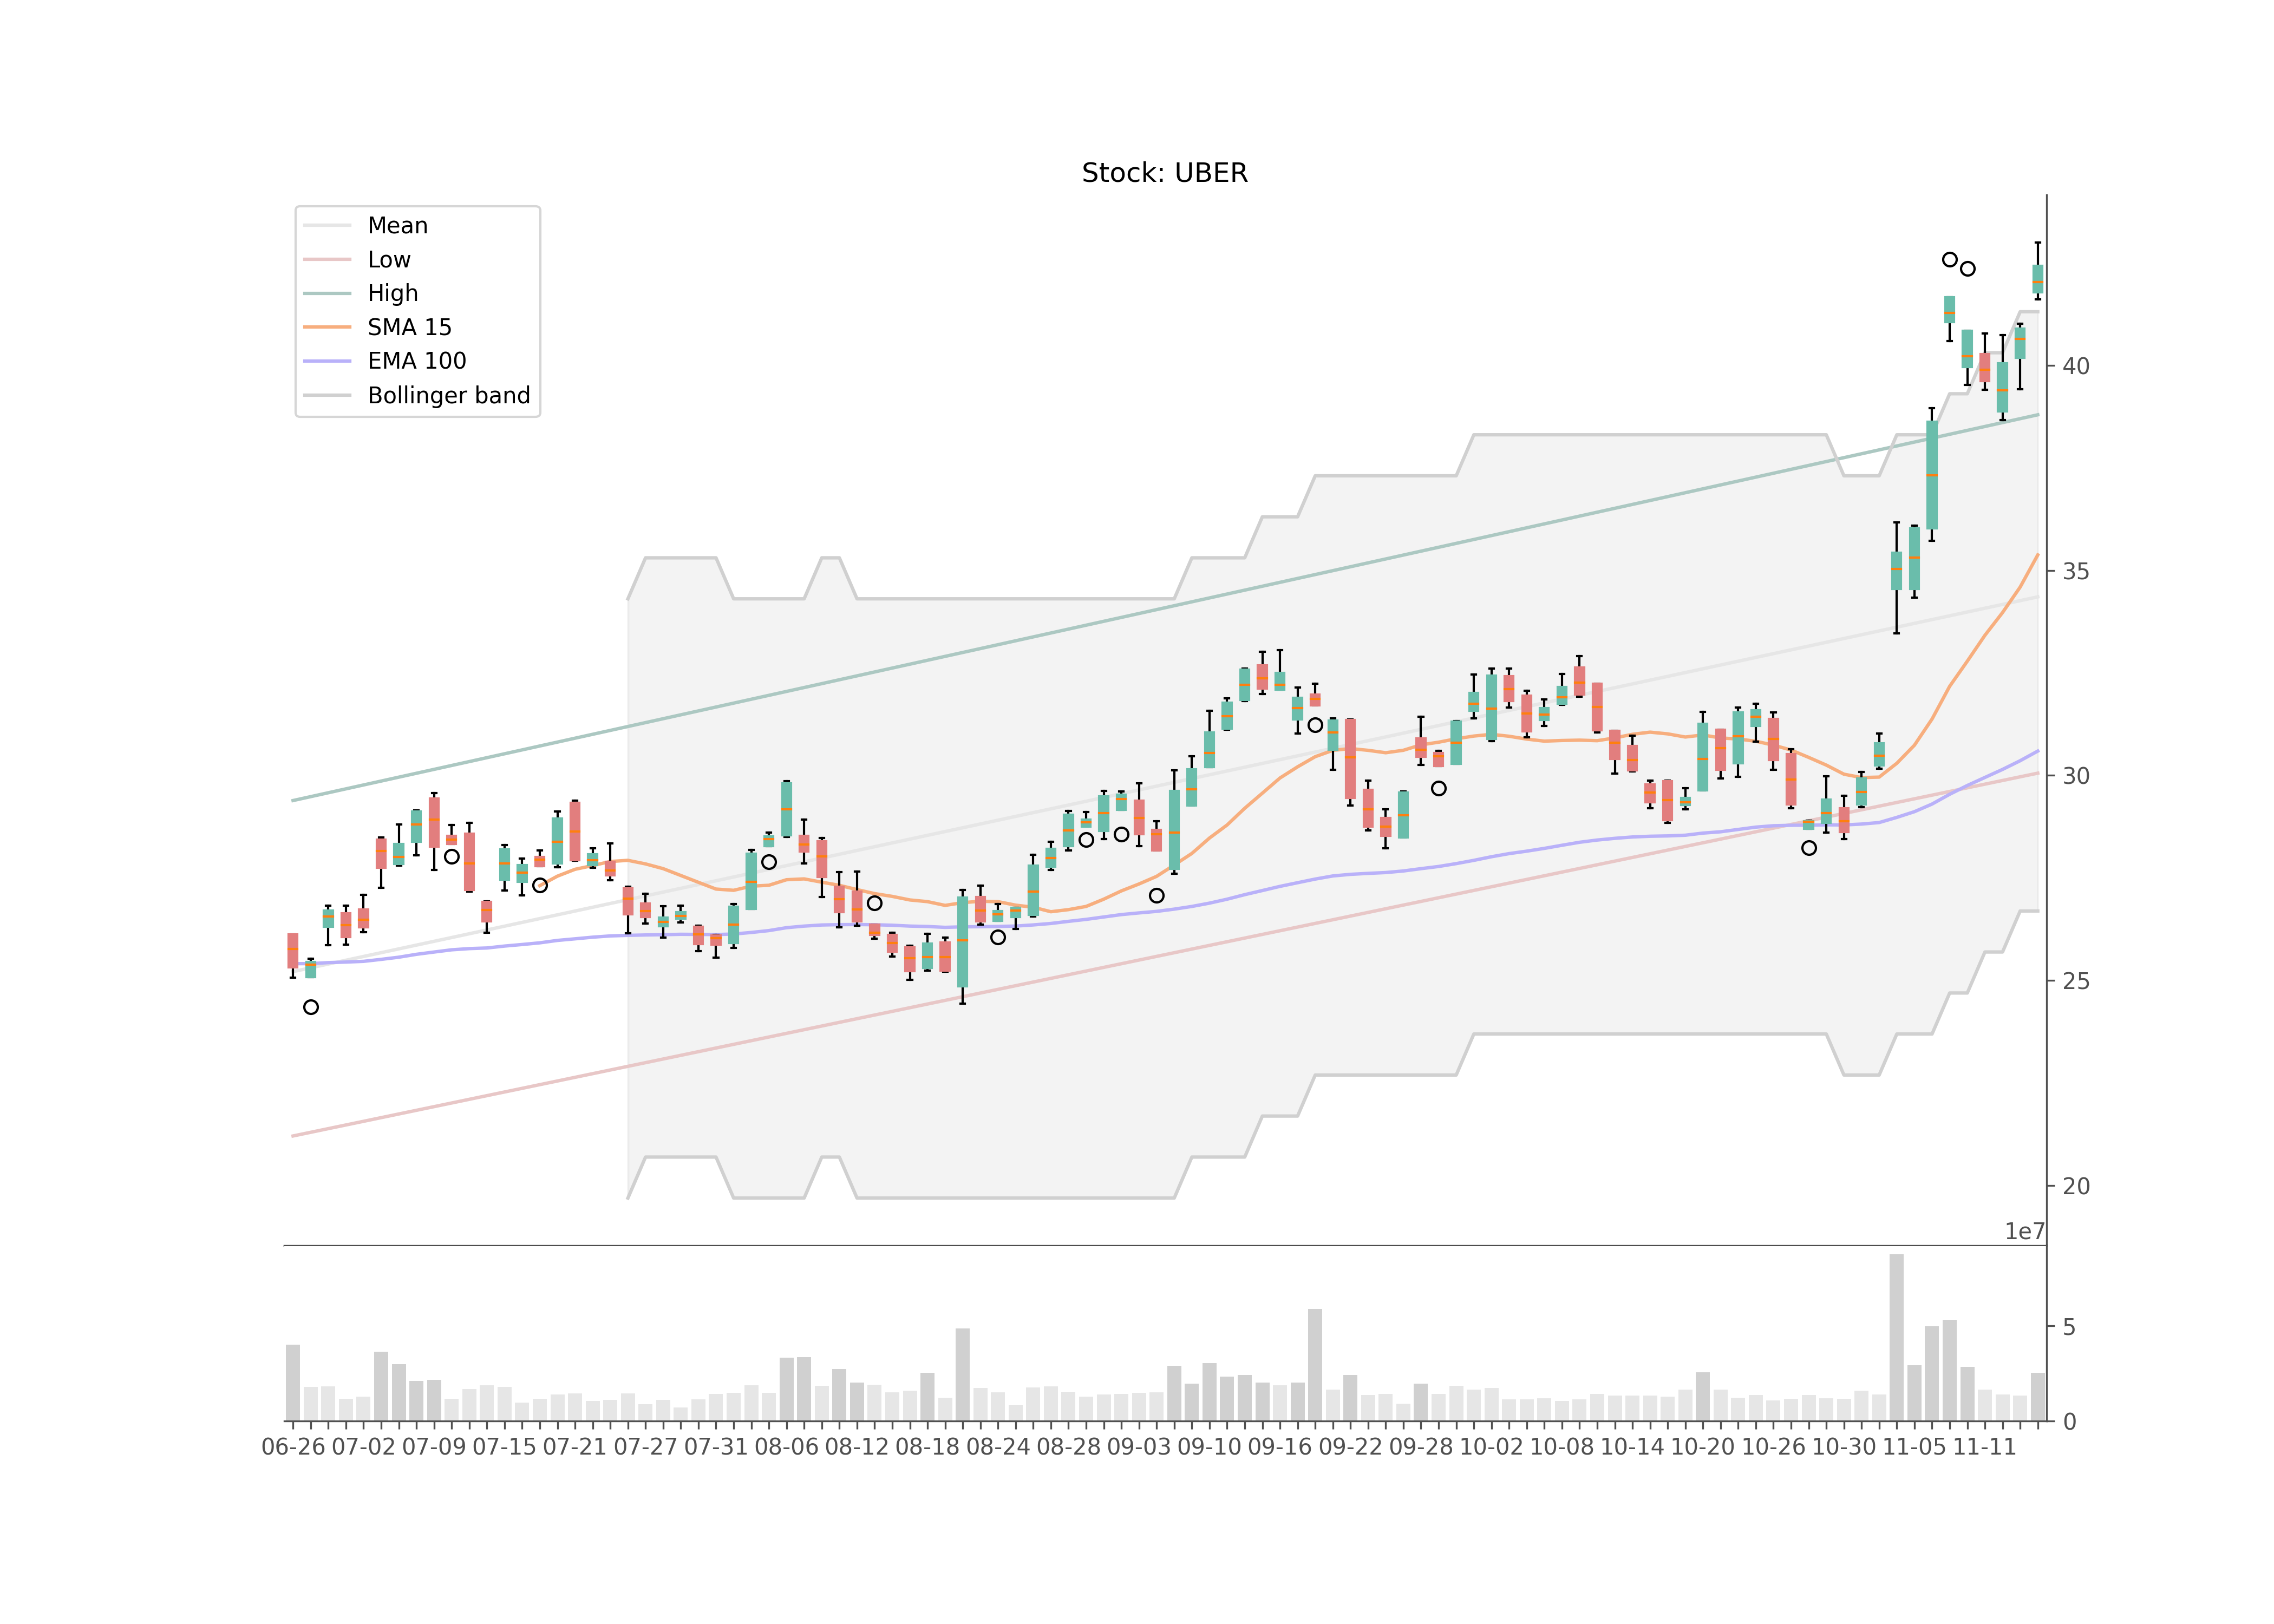 Stock: UBER
Mean
Low
High
SMA 15
EMA 100
Bollinger band
40
35
30
25
20
1e7
5
0
06-26 07-02 07-09 07-15 07-21 07-27 07-31 08-06 08-12 08-18 08-24 08-28 09-03 09-10 09-16 09-22 09-28 10-02 10-08 10-14 10-20 10-26 10-30 11-05 11-11